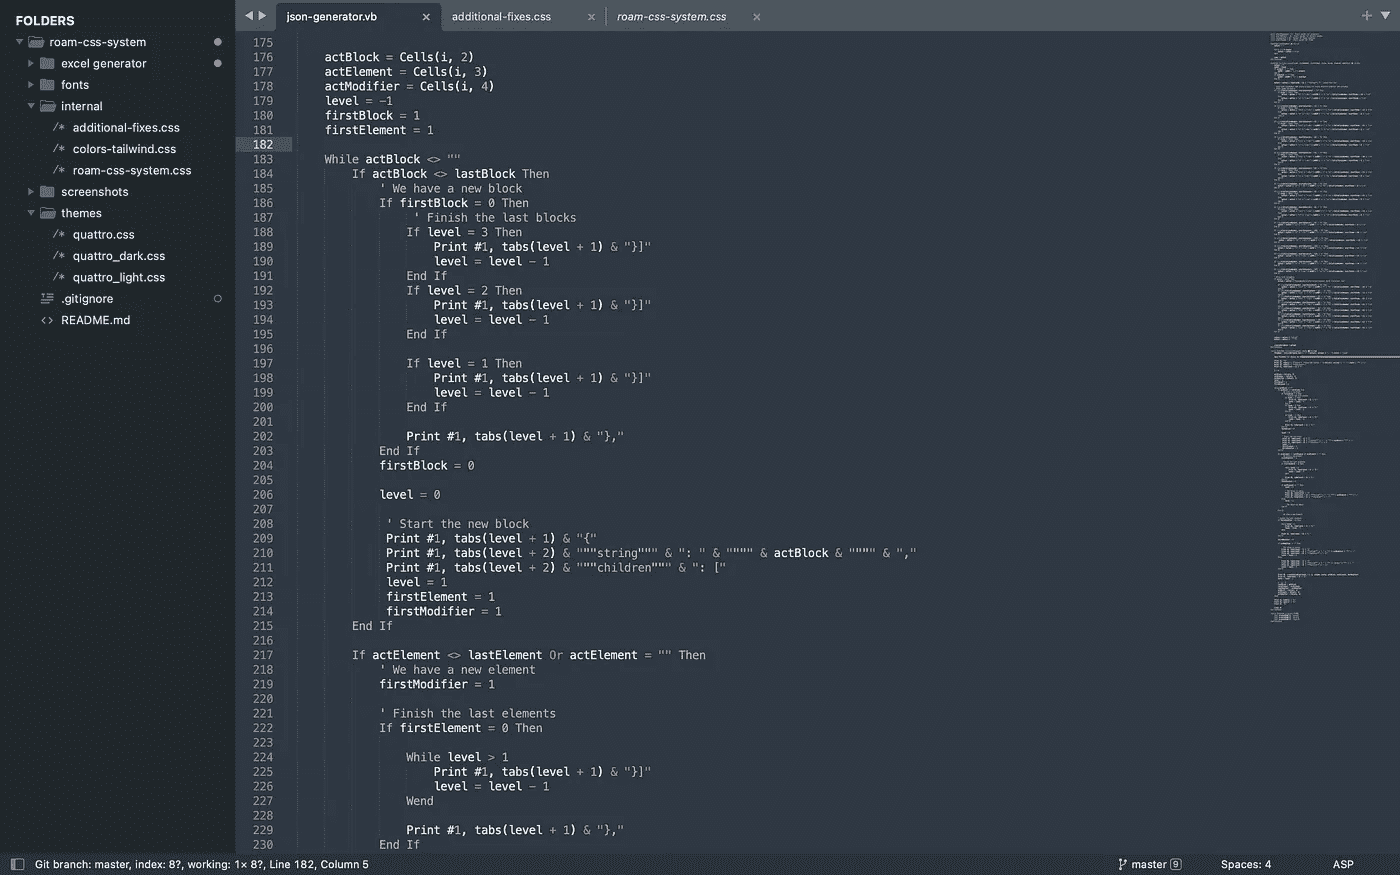 FOLDERS
roam-css-system
excel generator
fonts
internal
/* additional-fixes.css
/* colors-tailwind.css
/* roam-css-system.css
screenshots
themes
/* quattro.css
/* quattro_dark.css
/* quattro_light.css
.gitignore
<> README.md
json-generator.vb ×
additional-fixes.css ×
roam-css-system.css ×
175
176 actBlock = Cells(i, 2)
177 actElement = Cells(i, 3)
178 actModifier = Cells(i, 4)
179 level = -1
180 firstBlock = 1
181 firstElement = 1
182
183 While actBlock <> ""
184 If actBlock <> lastBlock Then
185 ' We have a new block
186 If firstBlock = 0 Then
187 ' Finish the last blocks
188 If level = 3 Then
189 Print #1, tabs(level + 1) & "}]"
190 level = level - 1
191 End If
192 If level = 2 Then
193 Print #1, tabs(level + 1) & "}]"
194 level = level - 1
195 End If
196
197 If level = 1 Then
198 Print #1, tabs(level + 1) & "}]"
199 level = level - 1
200 End If
201
202 Print #1, tabs(level + 1) & "},"
203 End If
204 firstBlock = 0
205
206 level = 0
207
208 ' Start the new block
209 Print #1, tabs(level + 1) & "{"
210 Print #1, tabs(level + 2) & """string""" & ": " & """" & actBlock & """" & ","
211 Print #1, tabs(level + 2) & """children""" & ": ["
212 level = 1
213 firstElement = 1
214 firstModifier = 1
215 End If
216
217 If actElement <> lastElement Or actElement = "" Then
218 ' We have a new element
219 firstModifier = 1
220
221 ' Finish the last elements
222 If firstElement = 0 Then
223
224 While level > 1
225 Print #1, tabs(level + 1) & "}]"
226 level = level - 1
227 Wend
228
229 Print #1, tabs(level + 1) & "},"
230 End If
Git branch: master, index: 8?, working: 1× 8?, Line 182, Column 5
master 9
Spaces: 4
ASP